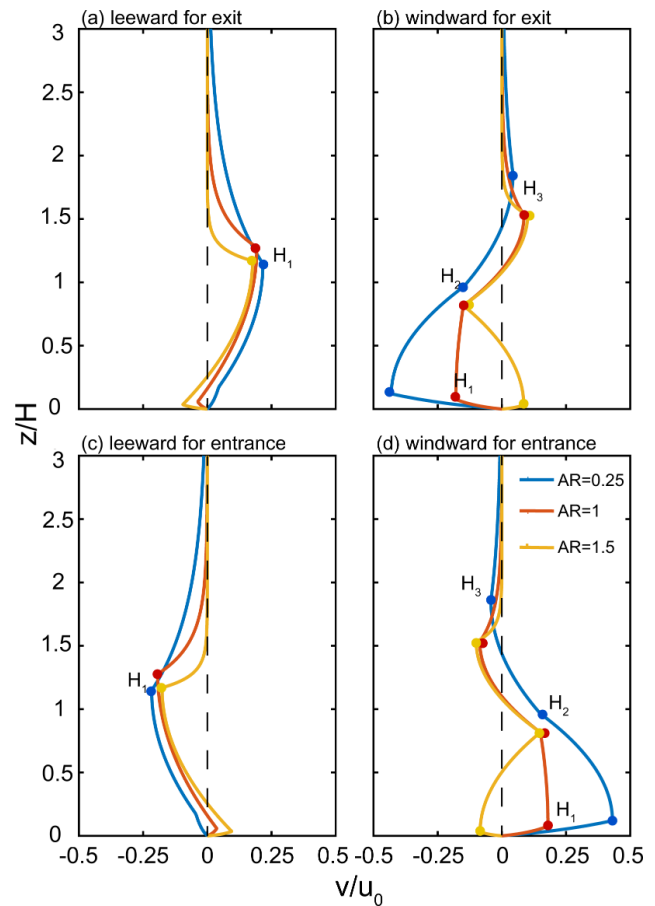 (a) leeward for exit
(b) windward for exit
3
2.5
2
1.5
1
0.5
0
z/H
H1
H3
H2
H1
(c) leeward for entrance
(d) windward for entrance
3
2.5
2
1.5
1
0.5
0
AR=0.25
AR=1
AR=1.5
H1
H3
H2
H1
-0.5 -0.25 0 0.25 -0.5 -0.25 0 0.25 0.5
v/u0